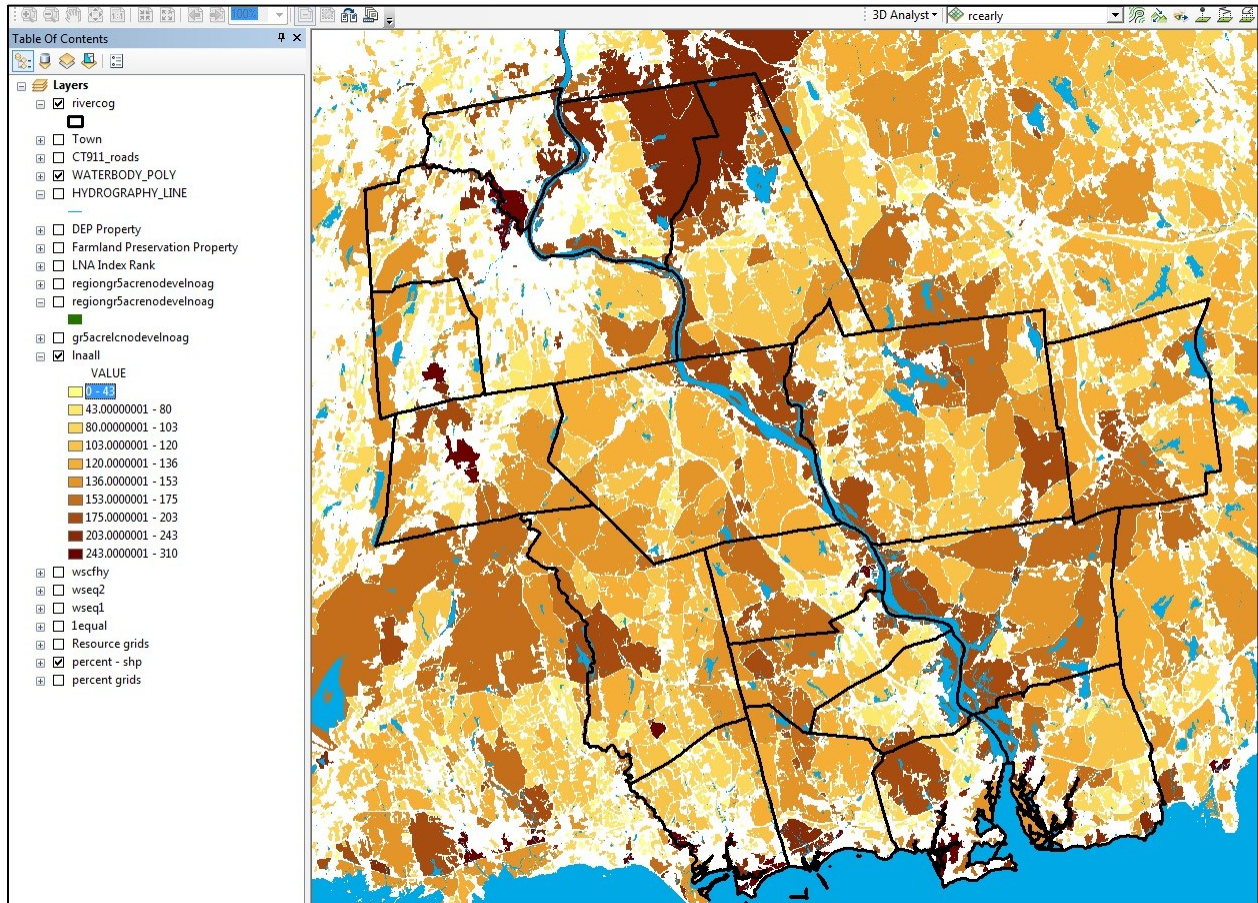 100%
3D Analyst
rcearly
Table Of Contents
Layers
rivercog
Town
CT911_roads
WATERBODY_POLY
HYDROGRAPHY_LINE
DEP Property
Farmland Preservation Property
LNA Index Rank
regiongr5acrenodevelnoag
regiongr5acrenodevelnoag
gr5acrelcnodevelnoag
lnaall
VALUE
0 - 43
43.00000001 - 80
80.00000001 - 103
103.0000001 - 120
120.0000001 - 136
136.0000001 - 153
153.0000001 - 175
175.0000001 - 203
203.0000001 - 243
243.0000001 - 310
wscfhy
wseq2
wseq1
1equal
Resource grids
percent - shp
percent grids